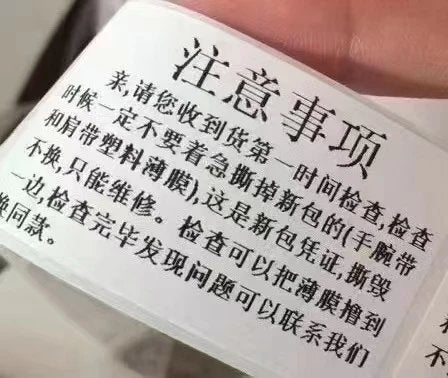 注意事项
亲,请您收到货第一时间检查,检查
时候一定不要着急撕掉新包的(手腕带
和肩带塑料薄膜),这是新包凭证,撕毁
不换,只能维修。检查可以把薄膜撸到
一边,检查完毕发现问题可以联系我们
换同款。
不